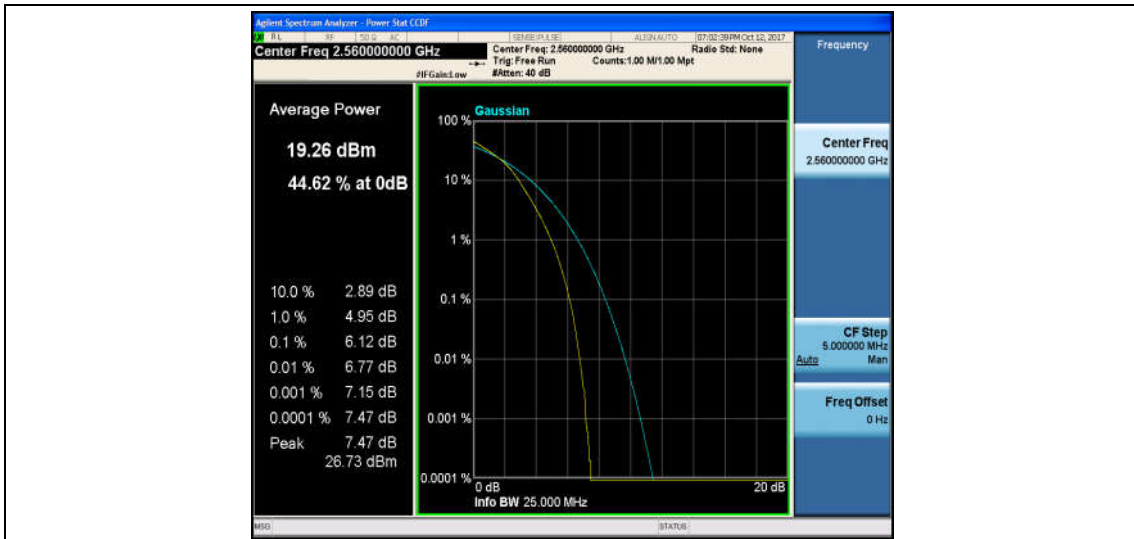 Agilent Spectrum Analyzer - Power Stat CCDF
RL RF 50 Ω AC SENSE:PULSE ALIGN AUTO 07:02:39 PM Oct 12, 2017
Center Freq 2.560000000 GHz
Center Freq: 2.560000000 GHz Radio Std: None
Trig: Free Run Counts:1.00 M/1.00 Mpt
#IFGain:Low #Atten: 40 dB
Frequency
Average Power
19.26 dBm
44.62 % at 0dB
10.0 % 2.89 dB
1.0 % 4.95 dB
0.1 % 6.12 dB
0.01 % 6.77 dB
0.001 % 7.15 dB
0.0001 % 7.47 dB
Peak 7.47 dB
26.73 dBm
Gaussian
100 %
10 %
1 %
0.1 %
0.01 %
0.001 %
0.0001 %
0 dB 20 dB
Info BW 25.000 MHz
Center Freq
2.560000000 GHz
CF Step
5.000000 MHz
Auto Man
Freq Offset
0 Hz
MSG STATUS